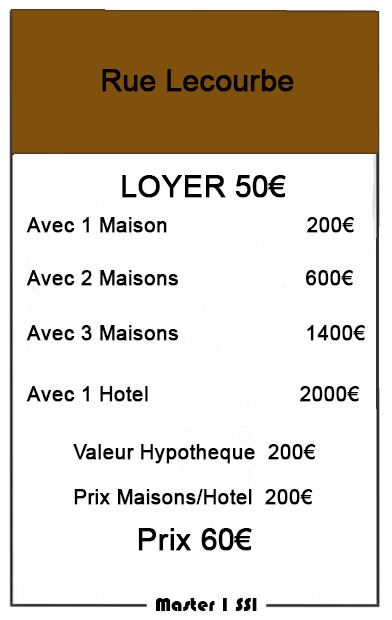 Rue Lecourbe
LOYER 50€
Avec 1 Maison 200€
Avec 2 Maisons 600€
Avec 3 Maisons 1400€
Avec 1 Hotel 2000€
Valeur Hypotheque 200€
Prix Maisons/Hotel 200€
Prix 60€
Master 1 SSI